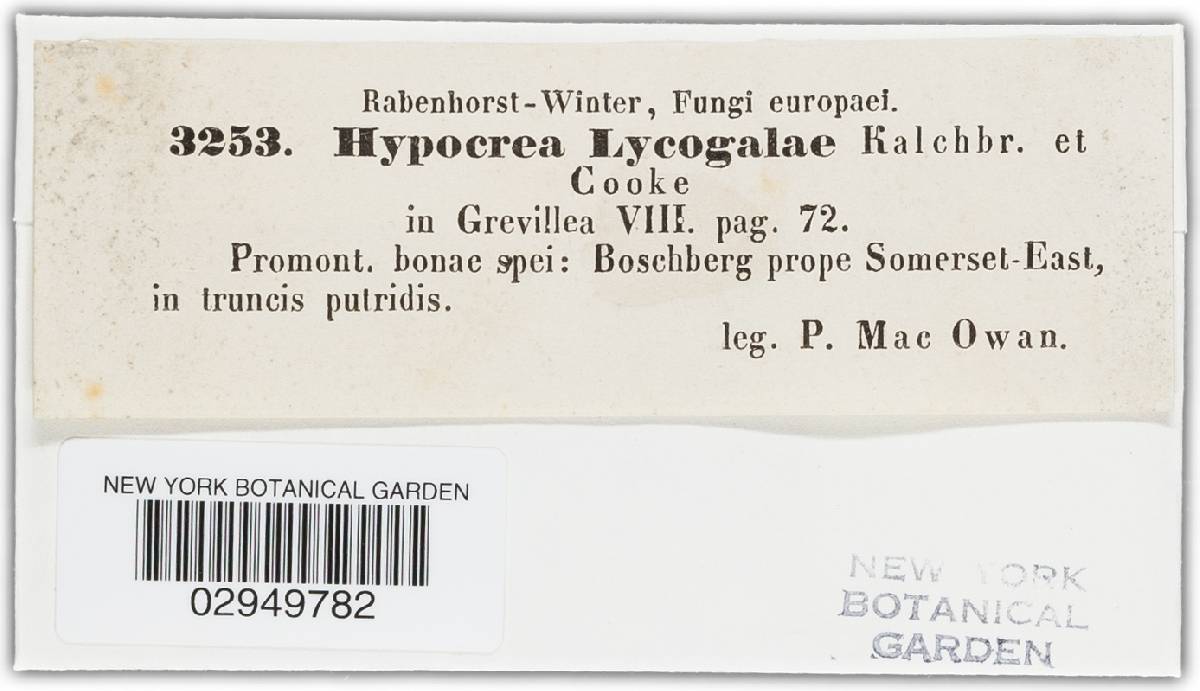 Rabenhorst-Winter, Fungi europaei.
3253. Hypocrea Lycogalae Kalchbr. et
Cooke
in Grevillea VIII. pag. 72.
Promont. bonae spei: Boschberg prope Somerset-East,
in truncis putridis.
leg. P. Mac Owan.
NEW YORK BOTANICAL GARDEN
02949782
NEW YORK
BOTANICAL
GARDEN